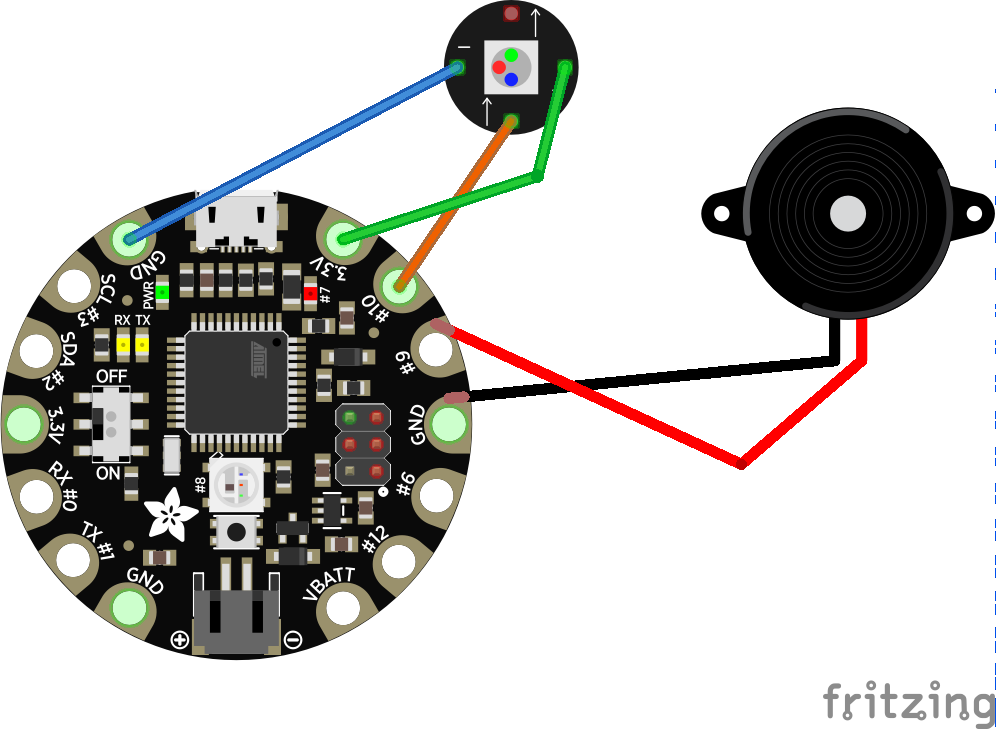 GND
3.3V
SCL #3
PWR
#7
#10
RX TX
SDA #2
OFF
ON
ATMEL
#9
3.3V
GND
RX #0
#8
#6
TX #1
#12
GND
VBATT
+
−
fritzing